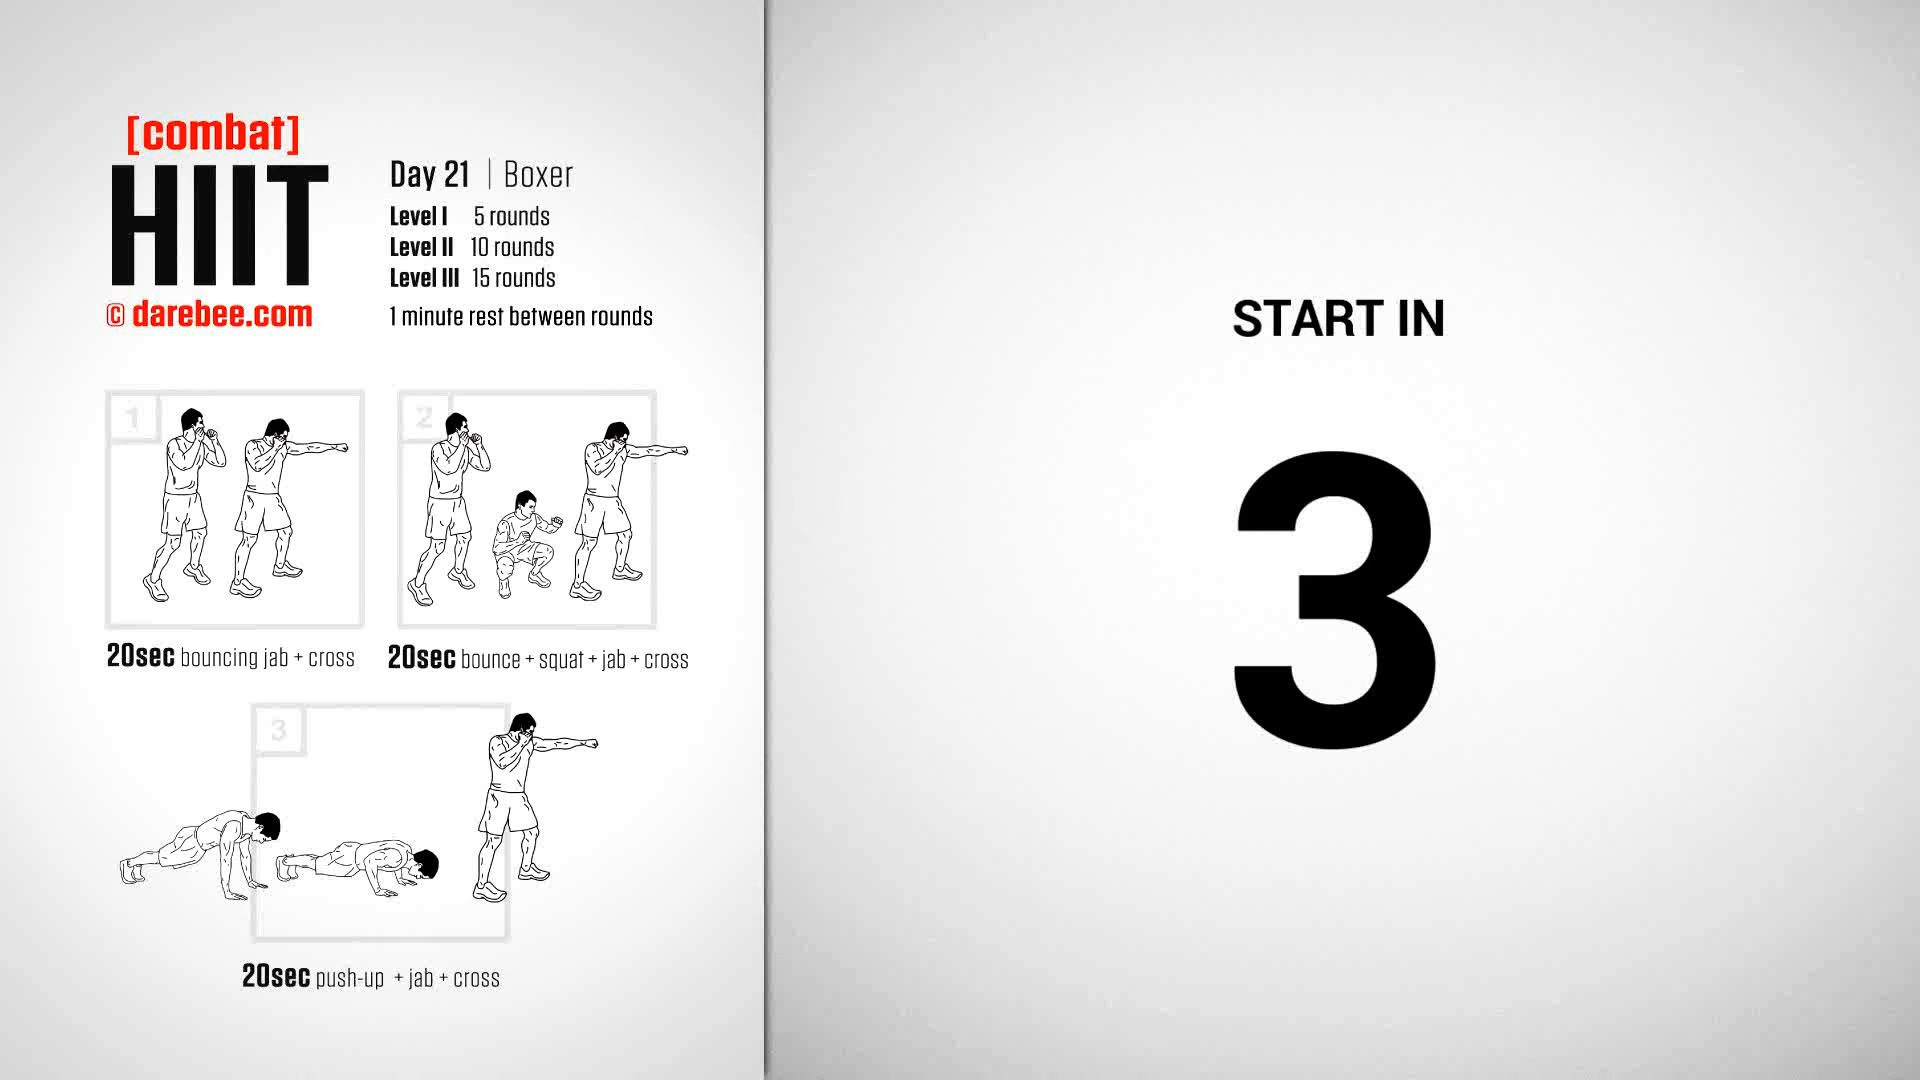 [combat]
HIIT
© darebee.com
Day 21 | Boxer
Level I 5 rounds
Level II 10 rounds
Level III 15 rounds
1 minute rest between rounds
1
2
20sec bouncing jab + cross
20sec bounce + squat + jab + cross
3
20sec push-up + jab + cross
START IN
3